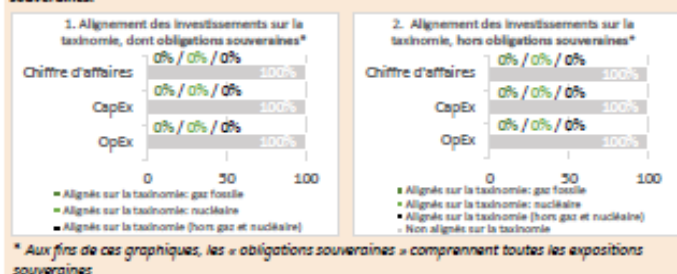 souveraines.
1. Alignement des investissements sur la
taxinomie, dont obligations souveraines*
Chiffre d'affaires
0% / 0% / 0%
100%
CapEx
0% / 0% / 0%
100%
OpEx
0% / 0% / 0%
100%
0 50 100
Alignés sur la taxinomie: gaz fossile
Alignés sur la taxinomie: nucléaire
Alignés sur la taxinomie (hors gaz et nucléaire)
2. Alignement des investissements sur la
taxinomie, hors obligations souveraines*
Chiffre d'affaires
0% / 0% / 0%
100%
CapEx
0% / 0% / 0%
100%
OpEx
0% / 0% / 0%
100%
0 50 100
Alignés sur la taxinomie: gaz fossile
Alignés sur la taxinomie: nucléaire
Alignés sur la taxinomie (hors gaz et nucléaire)
Non alignés sur la taxinomie
* Aux fins de ces graphiques, les « obligations souveraines » comprennent toutes les expositions
souveraines